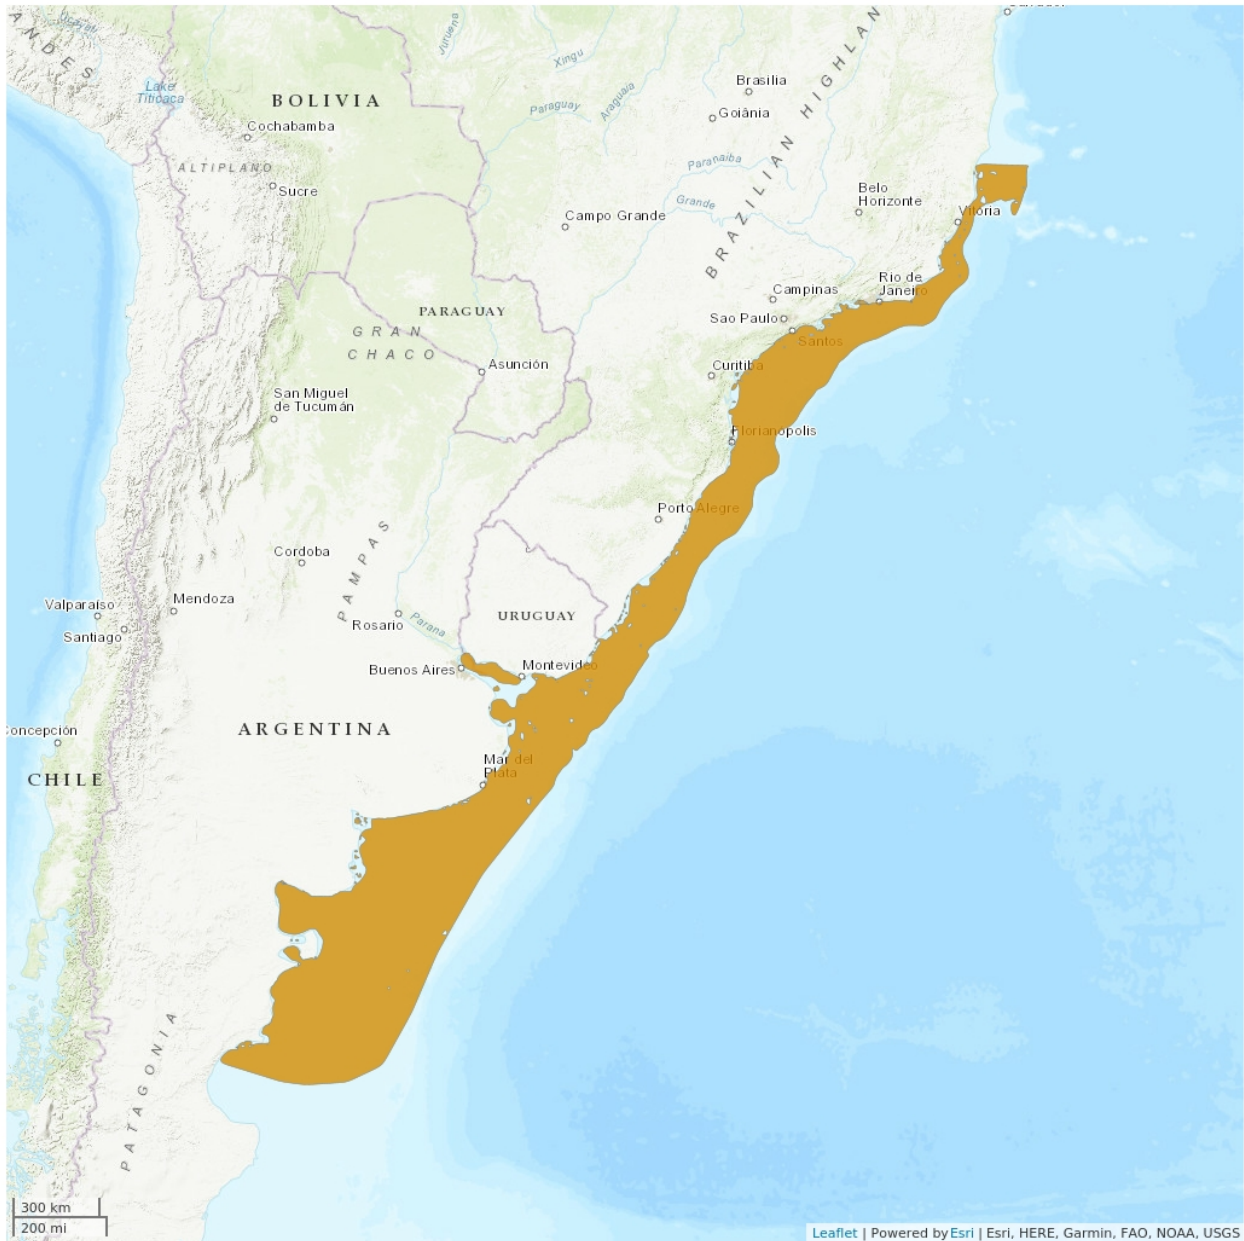 ANDES
Ucayali
Juruena
Xingu
Araguaia
Paraguay
Lake
Titicaca
BOLIVIA
Cochabamba
ALTIPLANO
Sucre
Brasilia
Goiânia
BRAZILIAN HIGHLAN
Paranaiba
Grande
Belo
Horizonte
Vitoria
Campo Grande
Rio de
Janeiro
Campinas
Sao Paulo
Santos
PARAGUAY
GRAN
CHACO
Asunción
Curitiba
San Miguel
de Tucumán
Florianopolis
Porto Alegre
Cordoba
PAMPAS
Valparaíso
Mendoza
Santiago
Rosario
Parana
URUGUAY
Buenos Aires
Montevideo
Concepción
ARGENTINA
CHILE
Mar del
Plata
PATAGONIA
300 km
200 mi
Leaflet | Powered by Esri | Esri, HERE, Garmin, FAO, NOAA, USGS